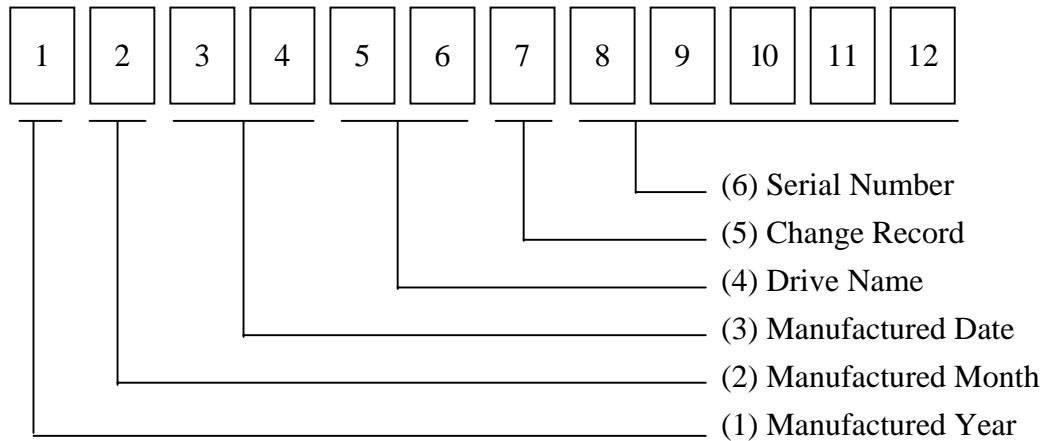 1 2 3 4 5 6 7 8 9 10 11 12
(6) Serial Number
(5) Change Record
(4) Drive Name
(3) Manufactured Date
(2) Manufactured Month
(1) Manufactured Year